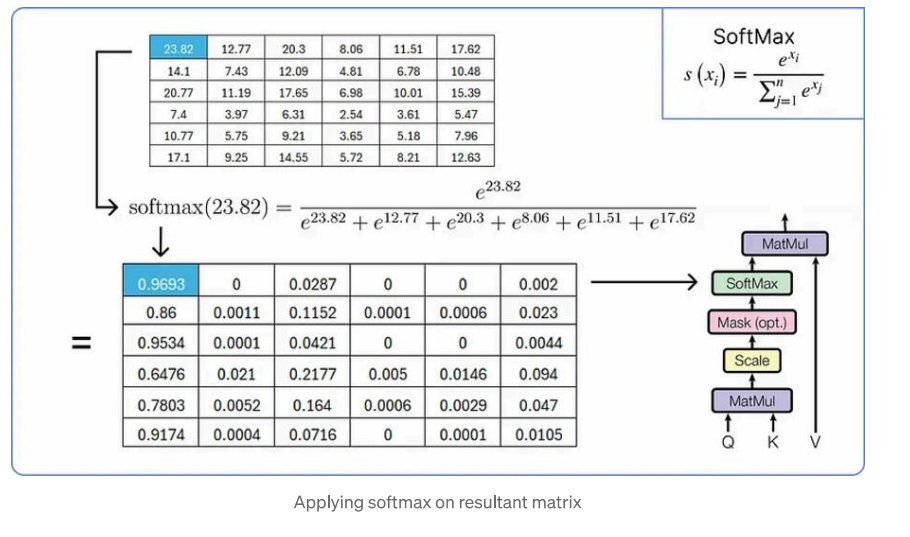 SoftMax
s (xᵢ) = e^xᵢ / ∑ⁿⱼ₌₁ e^xⱼ
23.82 12.77 20.3 8.06 11.51 17.62
14.1 7.43 12.09 4.81 6.78 10.48
20.77 11.19 17.65 6.98 10.01 15.39
7.4 3.97 6.31 2.54 3.61 5.47
10.77 5.75 9.21 3.65 5.18 7.96
17.1 9.25 14.55 5.72 8.21 12.63
softmax(23.82) = e^23.82 / e^23.82 + e^12.77 + e^20.3 + e^8.06 + e^11.51 + e^17.62
=
0.9693 0 0.0287 0 0 0.002
0.86 0.0011 0.1152 0.0001 0.0006 0.023
0.9534 0.0001 0.0421 0 0 0.0044
0.6476 0.021 0.2177 0.005 0.0146 0.094
0.7803 0.0052 0.164 0.0006 0.0029 0.047
0.9174 0.0004 0.0716 0 0.0001 0.0105
MatMul
SoftMax
Mask (opt.)
Scale
MatMul
Q K V
Applying softmax on resultant matrix